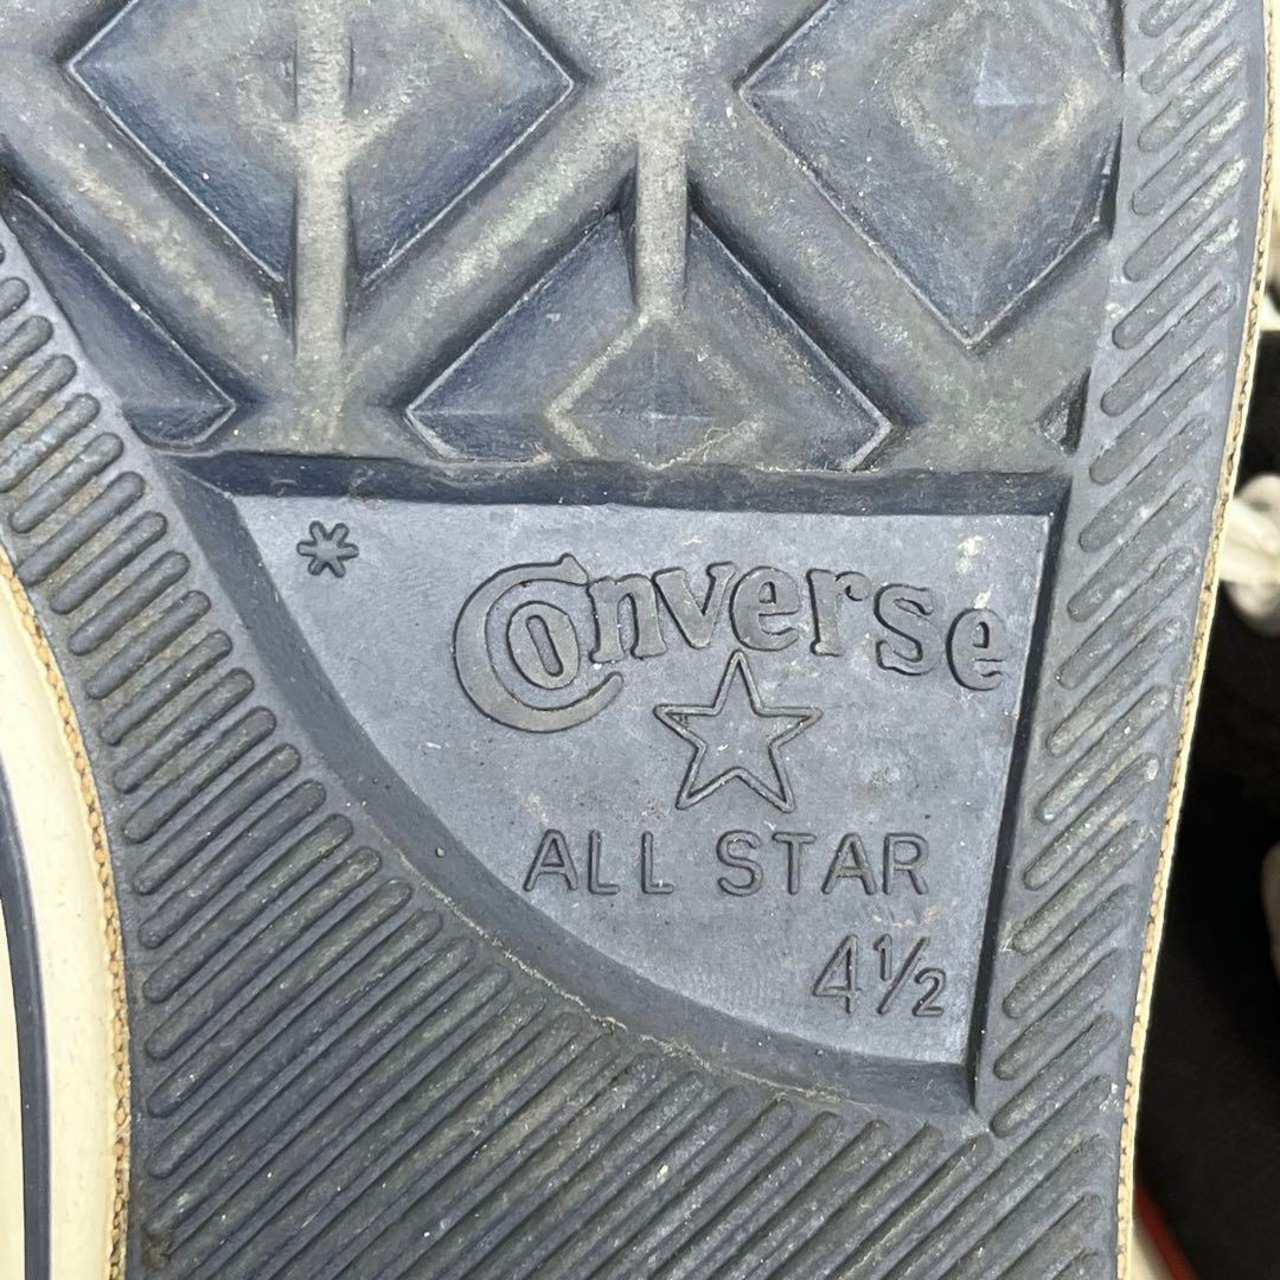 *
Converse
ALL STAR
4½